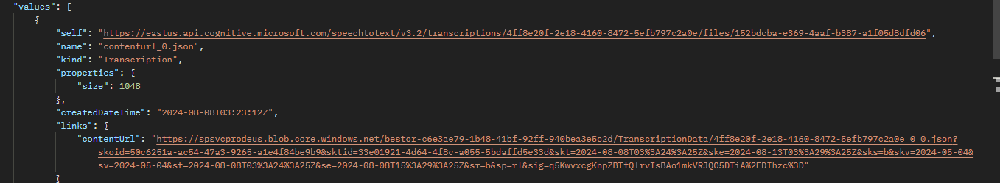 "values": [
{
"self": "https://eastus.api.cognitive.microsoft.com/speechtotext/v3.2/transcriptions/4ff8e20f-2e18-4160-8472-5efb797c2a0e/files/152bdcba-e369-4aaf-b387-a1f05d8dfd06",
"name": "contenturl_0.json",
"kind": "Transcription",
"properties": {
"size": 1048
},
"createdDateTime": "2024-08-08T03:23:12Z",
"links": {
"contentUrl": "https://spsvcprodeus.blob.core.windows.net/bestor-c6e3ae79-1b48-41bf-92ff-940bea3e5c2d/TranscriptionData/4ff8e20f-2e18-4160-8472-5efb797c2a0e_0_0.json?
skoid=50c6251a-ac54-47a3-9265-a1e4f84be9b9&sktid=33e01921-4d64-4f8c-a055-5bdaffd5e33d&skt=2024-08-08T03%3A24%3A25Z&ske=2024-08-13T03%3A29%3A25Z&sks=b&skv=2024-05-04&
sv=2024-05-04&st=2024-08-08T03%3A24%3A25Z&se=2024-08-08T15%3A29%3A25Z&sr=b&sp=rl&sig=q5KwvxcgKnpZBTfQlrvIsBAo1mkVRJQO5DTiA%2FDIhzc%3D"
}